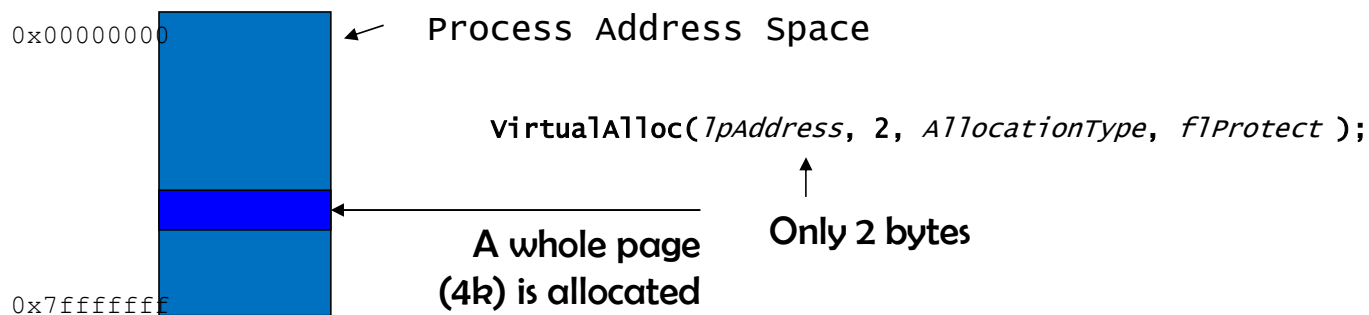 0x00000000
Process Address Space
VirtualAlloc(lpAddress, 2, AllocationType, flProtect );
Only 2 bytes
A whole page
(4k) is allocated
0x7fffffff